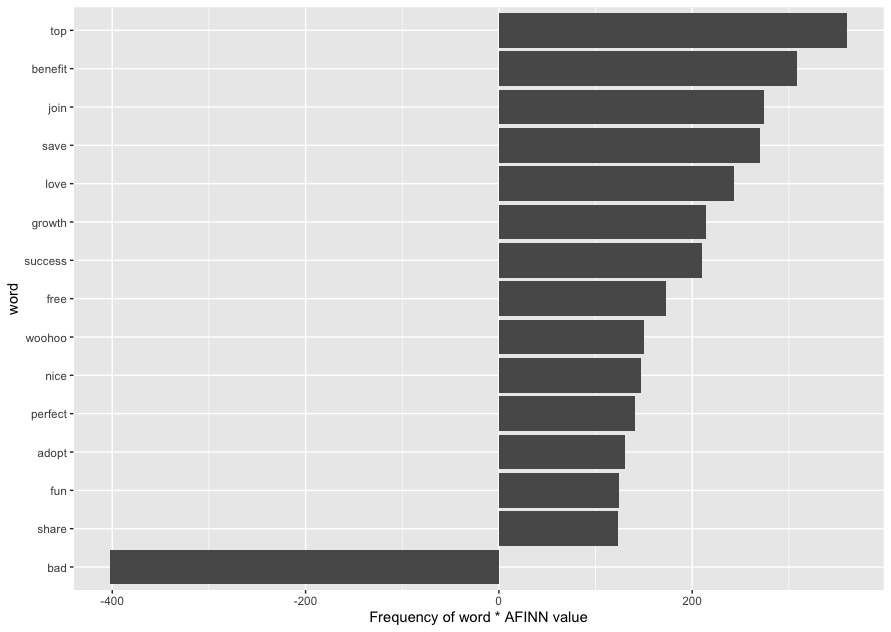 top
benefit
join
save
love
growth
success
free
woohoo
nice
perfect
adopt
fun
share
bad
word
-400 -200 0 200
Frequency of word * AFINN value